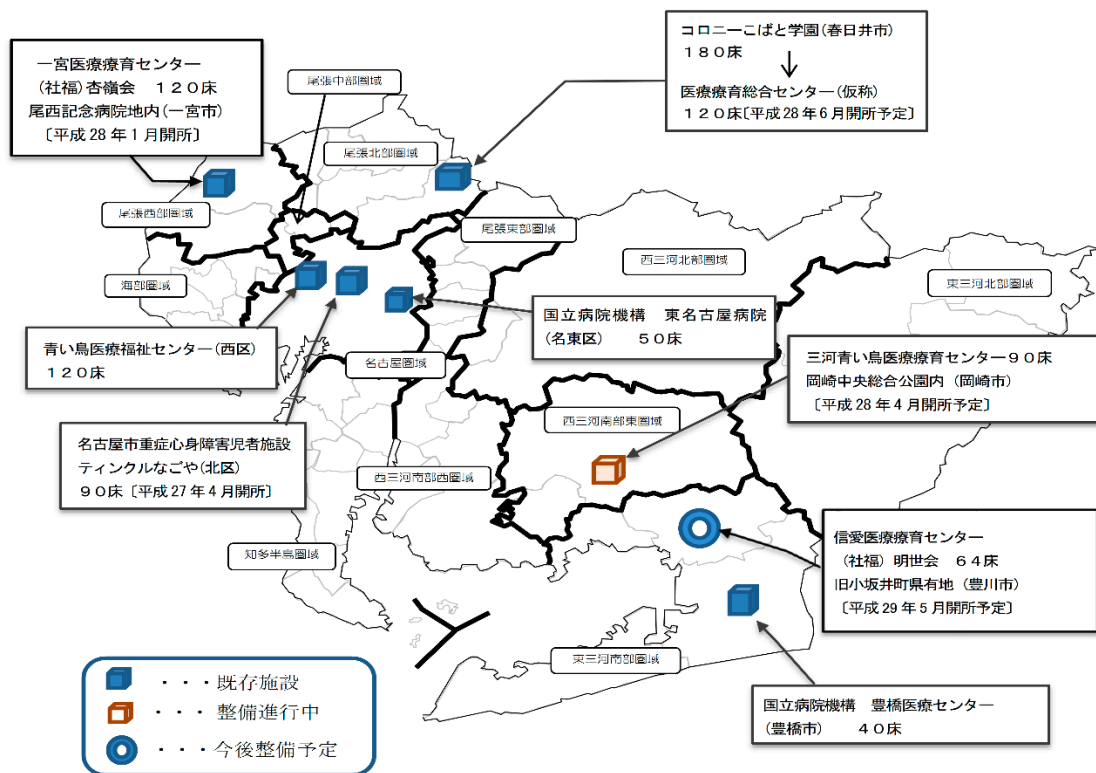 コロニーこばと学園(春日井市)
180床
医療療育総合センター(仮称)
120床〔平成28年6月開所予定〕
一宮医療療育センター
(社福)杏嶺会 120床
尾西記念病院地内(一宮市)
〔平成28年1月開所〕
尾張中部圏域
尾張北部圏域
尾張西部圏域
尾張東部圏域
西三河北部圏域
東三河北部圏域
海部圏域
国立病院機構 東名古屋病院
(名東区) 50床
青い鳥医療福祉センター(西区)
120床
名古屋圏域
三河青い鳥医療療育センター90床
岡崎中央総合公園内(岡崎市)
〔平成28年4月開所予定〕
西三河南部東圏域
名古屋市重症心身障害児者施設
ティンクルなごや(北区)
90床〔平成27年4月開所〕
西三河南部西圏域
知多半島圏域
信愛医療療育センター
(社福)明世会 64床
旧小坂井町県有地(豊川市)
〔平成29年5月開所予定〕
東三河南部圏域
国立病院機構 豊橋医療センター
(豊橋市) 40床
・・・既存施設
・・・整備進行中
・・・今後整備予定